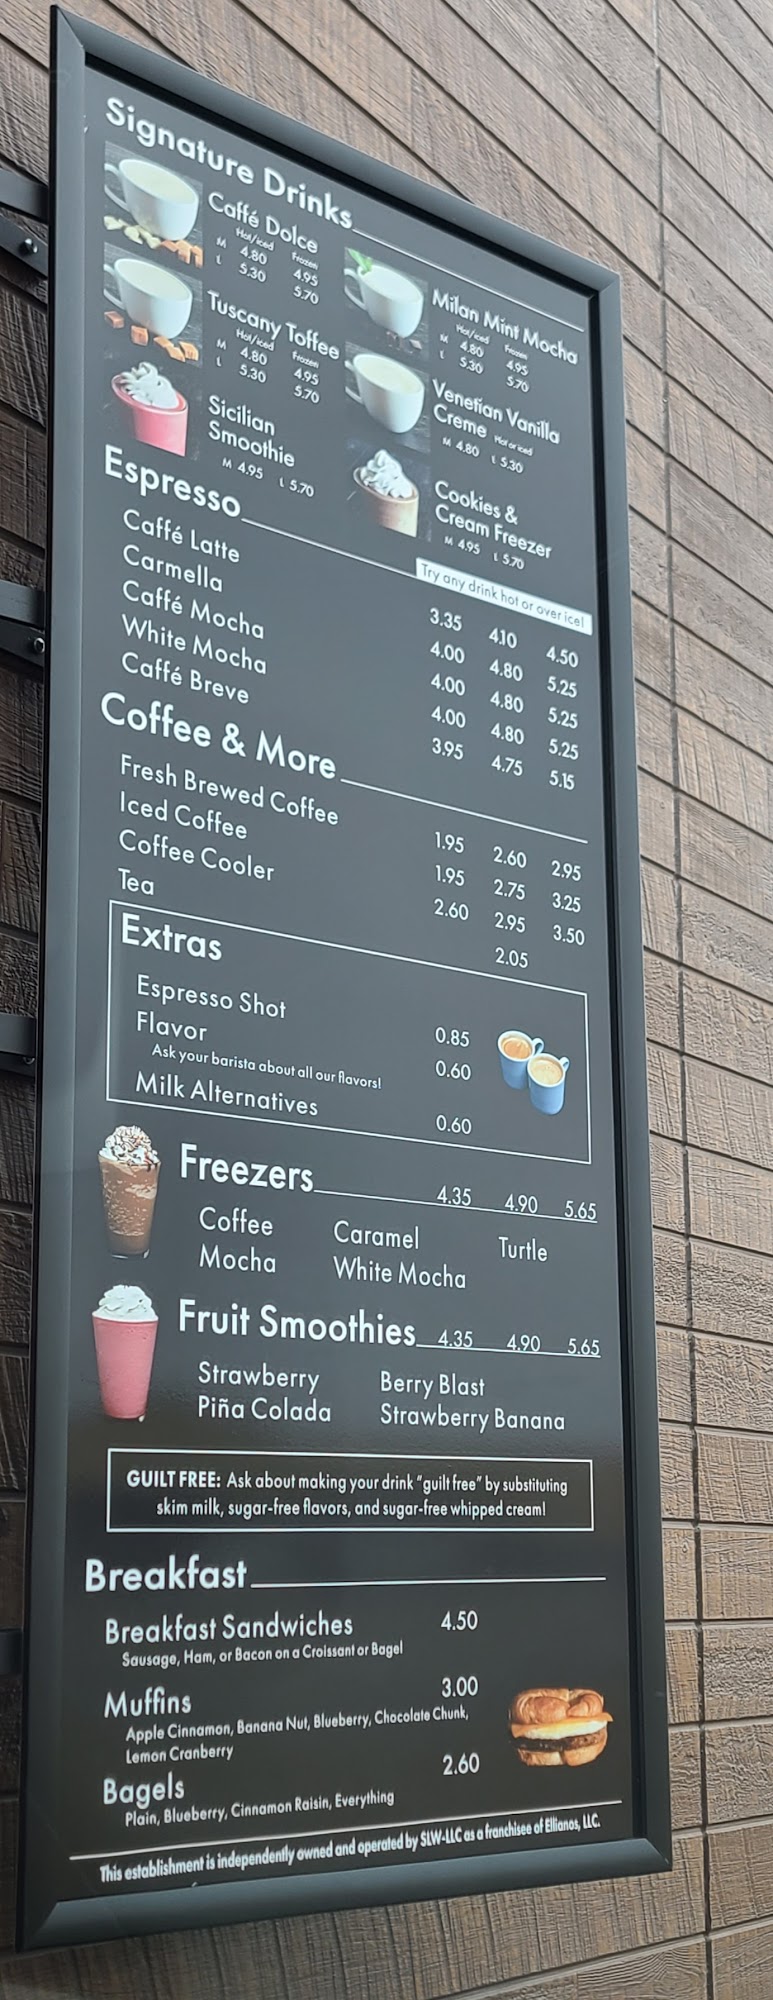 Signature Drinks
Caffé Dolce
Hot/iced Frozen
M 4.80 4.95
L 5.30 5.70
Tuscany Toffee
Hot/iced Frozen
M 4.80 4.95
L 5.30 5.70
Sicilian
Smoothie
M 4.95 L 5.70
Milan Mint Mocha
Hot/iced Frozen
M 4.80 4.95
L 5.30 5.70
Venetian Vanilla
Creme Hot or iced
M 4.80 L 5.30
Cookies &
Cream Freezer
M 4.95 L 5.70
Espresso
Try any drink hot or over ice!
Caffé Latte 3.35 4.10 4.50
Carmella 4.00 4.80 5.25
Caffé Mocha 4.00 4.80 5.25
White Mocha 4.00 4.80 5.25
Caffé Breve 3.95 4.75 5.15
Coffee & More
Fresh Brewed Coffee 1.95 2.60 2.95
Iced Coffee 1.95 2.75 3.25
Coffee Cooler 2.60 2.95 3.50
Tea 2.05
Extras
Espresso Shot 0.85
Flavor 0.60
Ask your barista about all our flavors!
Milk Alternatives 0.60
Freezers 4.35 4.90 5.65
Coffee Caramel Turtle
Mocha White Mocha
Fruit Smoothies 4.35 4.90 5.65
Strawberry Berry Blast
Piña Colada Strawberry Banana
GUILT FREE: Ask about making your drink "guilt free" by substituting
skim milk, sugar-free flavors, and sugar-free whipped cream!
Breakfast
Breakfast Sandwiches 4.50
Sausage, Ham, or Bacon on a Croissant or Bagel
Muffins 3.00
Apple Cinnamon, Banana Nut, Blueberry, Chocolate Chunk,
Lemon Cranberry
Bagels 2.60
Plain, Blueberry, Cinnamon Raisin, Everything
This establishment is independently owned and operated by SLW-LLC as a franchisee of Ellianos, LLC.